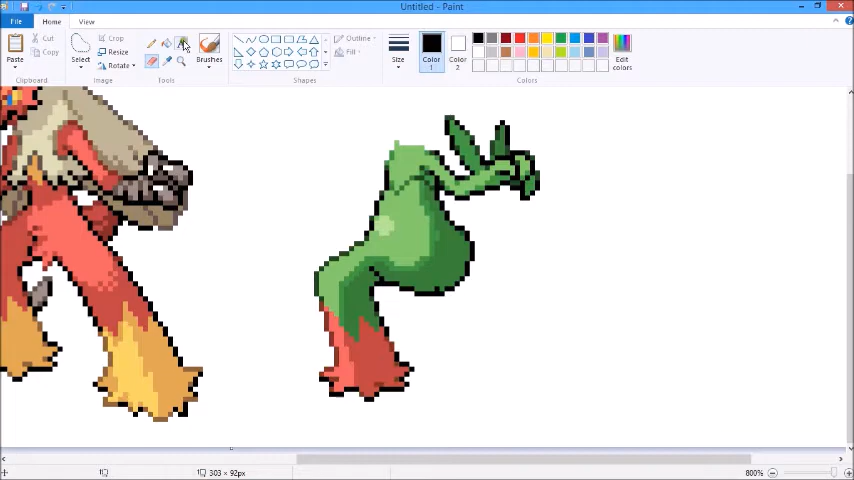 Untitled - Paint
File
Home
View
Paste
Cut
Copy
Clipboard
Select
Crop
Resize
Rotate
Image
A
Tools
Brushes
Outline
Fill
Shapes
Size
Color 1
Color 2
Edit colors
Colors
303 × 92px
800%